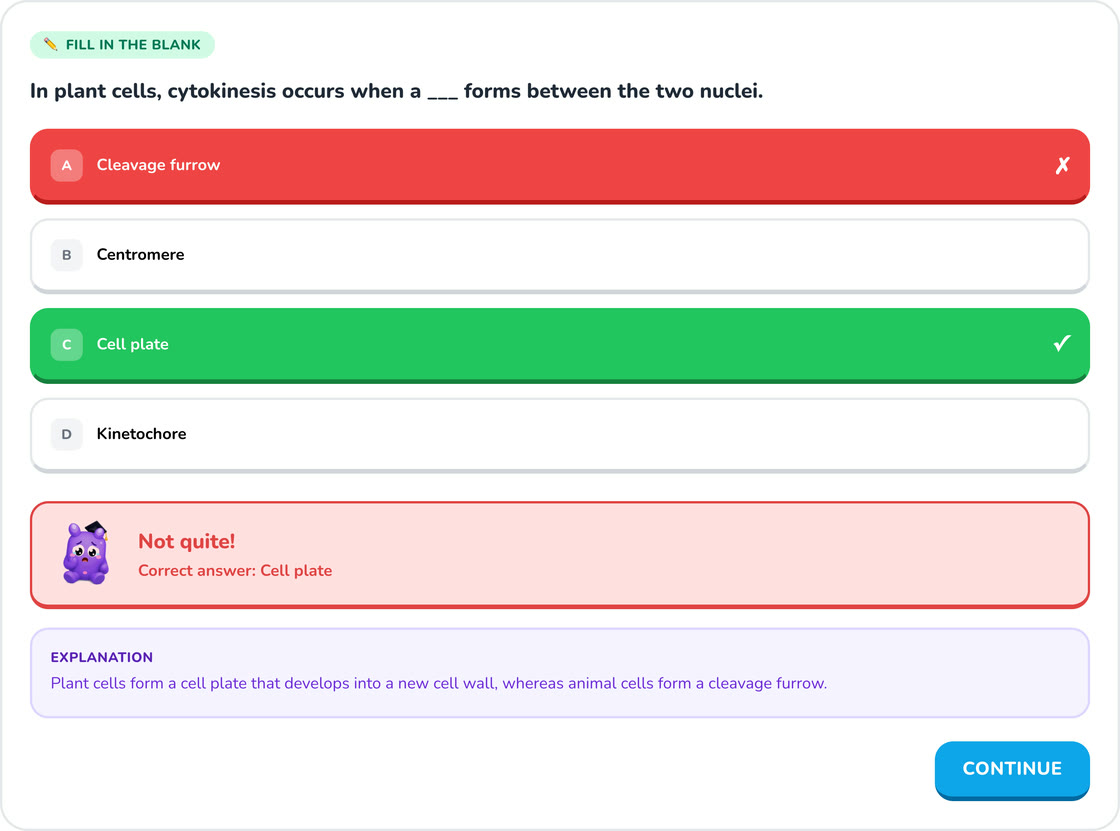 ✏️ FILL IN THE BLANK
In plant cells, cytokinesis occurs when a ___ forms between the two nuclei.
A Cleavage furrow ✗
B Centromere
C Cell plate ✓
D Kinetochore
Not quite!
Correct answer: Cell plate
EXPLANATION
Plant cells form a cell plate that develops into a new cell wall, whereas animal cells form a cleavage furrow.
CONTINUE